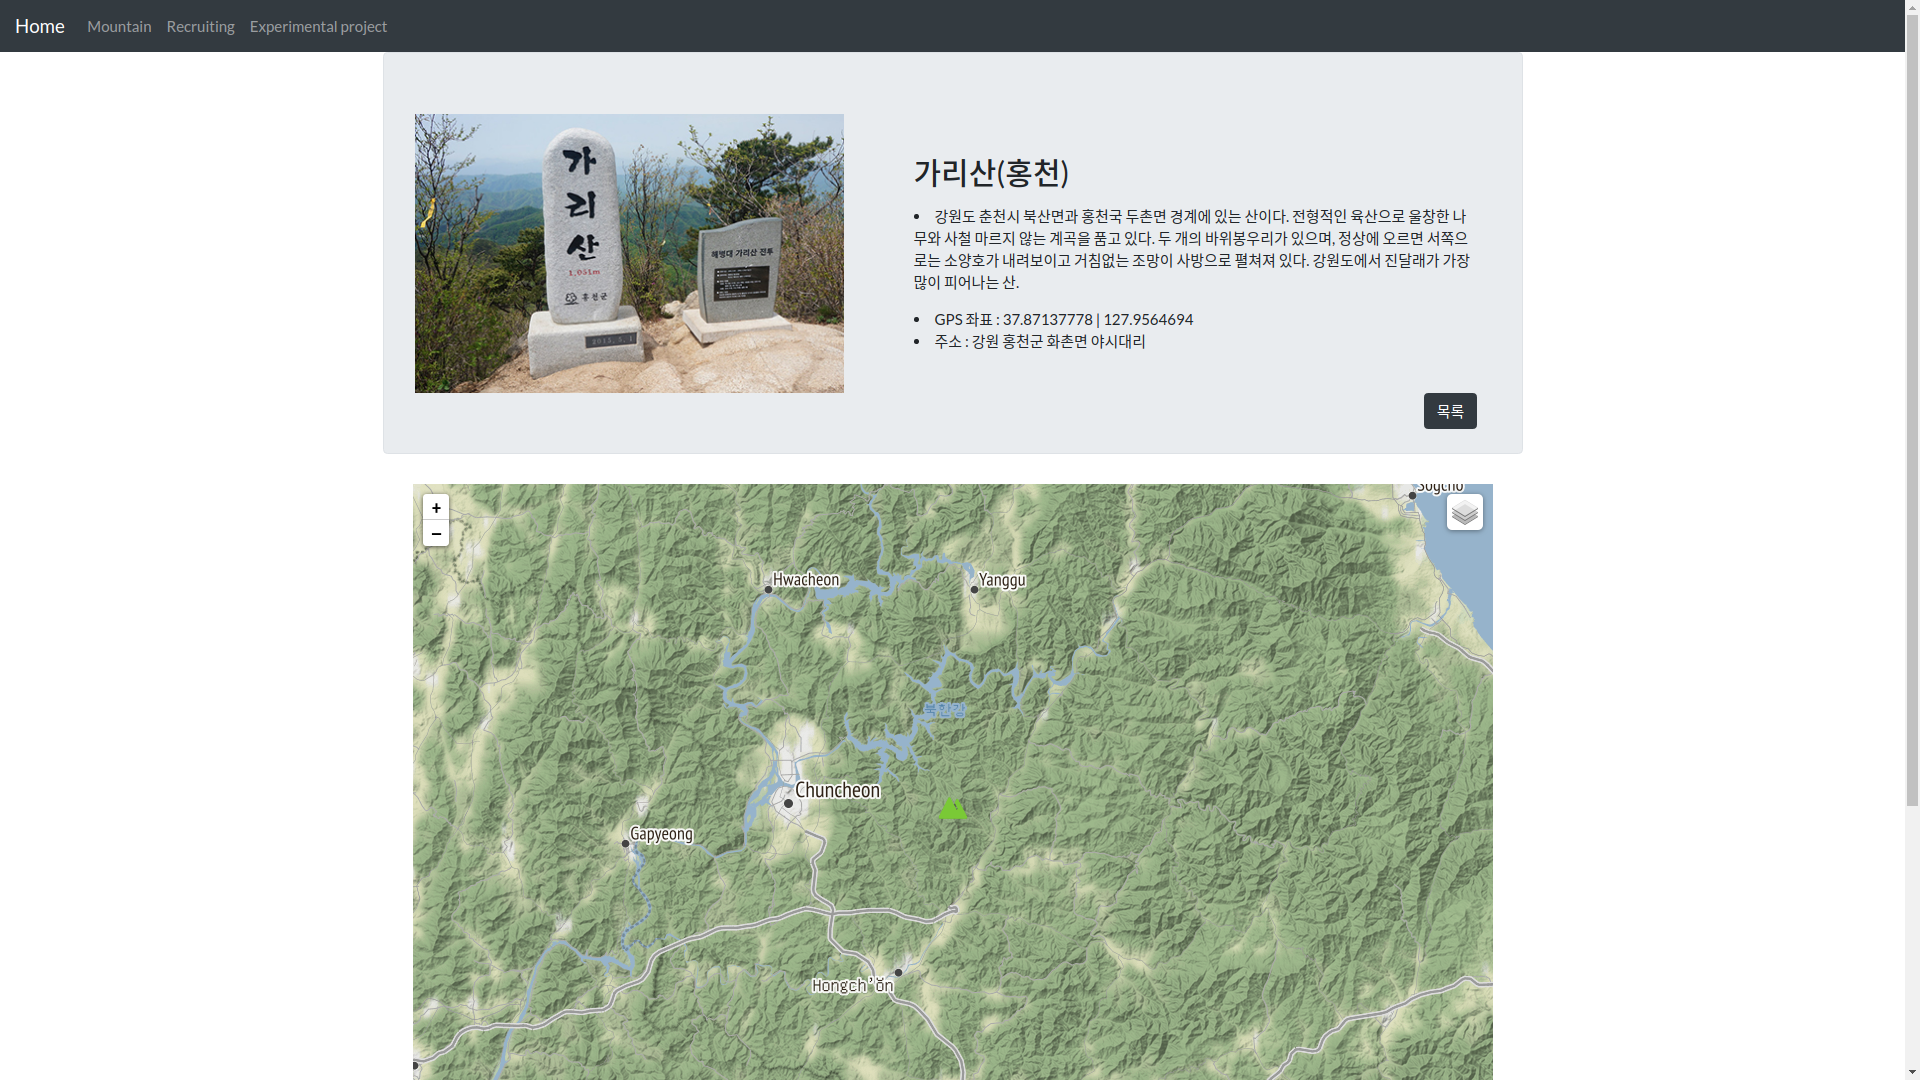 Home Mountain Recruiting Experimental project
가
리
산
1,051m
홍천군
2013. 5. 1
해병대 가리산 전투
가리산(홍천)
• 강원도 춘천시 북산면과 홍천국 두촌면 경계에 있는 산이다. 전형적인 육산으로 울창한 나
무와 사철 마르지 않는 계곡을 품고 있다. 두 개의 바위봉우리가 있으며, 정상에 오르면 서쪽으
로는 소양호가 내려보이고 거침없는 조망이 사방으로 펼쳐져 있다. 강원도에서 진달래가 가장
많이 피어나는 산.
• GPS 좌표 : 37.87137778 | 127.9564694
• 주소 : 강원 홍천군 화촌면 야시대리
목록
+
−
Sogcho
Hwacheon
Yanggu
북한강
Chuncheon
Gapyeong
Hongch'ŏn